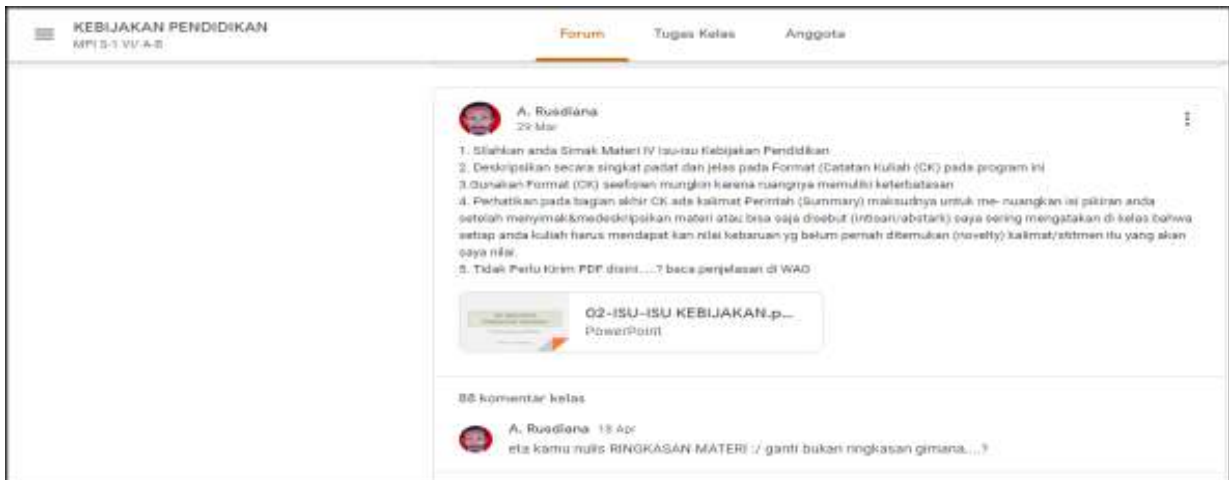 KEBIJAKAN PENDIDIKAN
MPI S-1 VI/ A-B
Forum
Tugas Kelas
Anggota
A. Rusdiana
29 Mar
1. Silahkan anda Simak Materi IV Isu-isu Kebijakan Pendidikan
2. Deskripsikan secara singkat padat dan jelas pada Format (Catatan Kuliah (CK) pada program ini
3.Gunakan Format (CK) seefisien mungkin karena ruangnya memuliki keterbatasan
4. Perhatikan pada bagian akhir CK ada kalimat Perintah (Summary) maksudnya untuk me- nuangkan isi pikiran anda
setelah menyimak&medeskripsikan materi atau bisa saja disebut (intisari/abstark) saya sering mengatakan di kelas bahwa
setiap anda kuliah harus mendapat kan nilai kebaruan yg belum pernah ditemukan (novelty) kalimat/stitmen itu yang akan
saya nilai.
5. Tidak Perlu Kirim PDF disini....? baca penjelasan di WAG
02-ISU-ISU KEBIJAKAN.p...
PowerPoint
88 komentar kelas
A. Rusdiana 18 Apr
eta kamu nulis RINGKASAN MATERI :/ ganti bukan ringkasan gimana....?